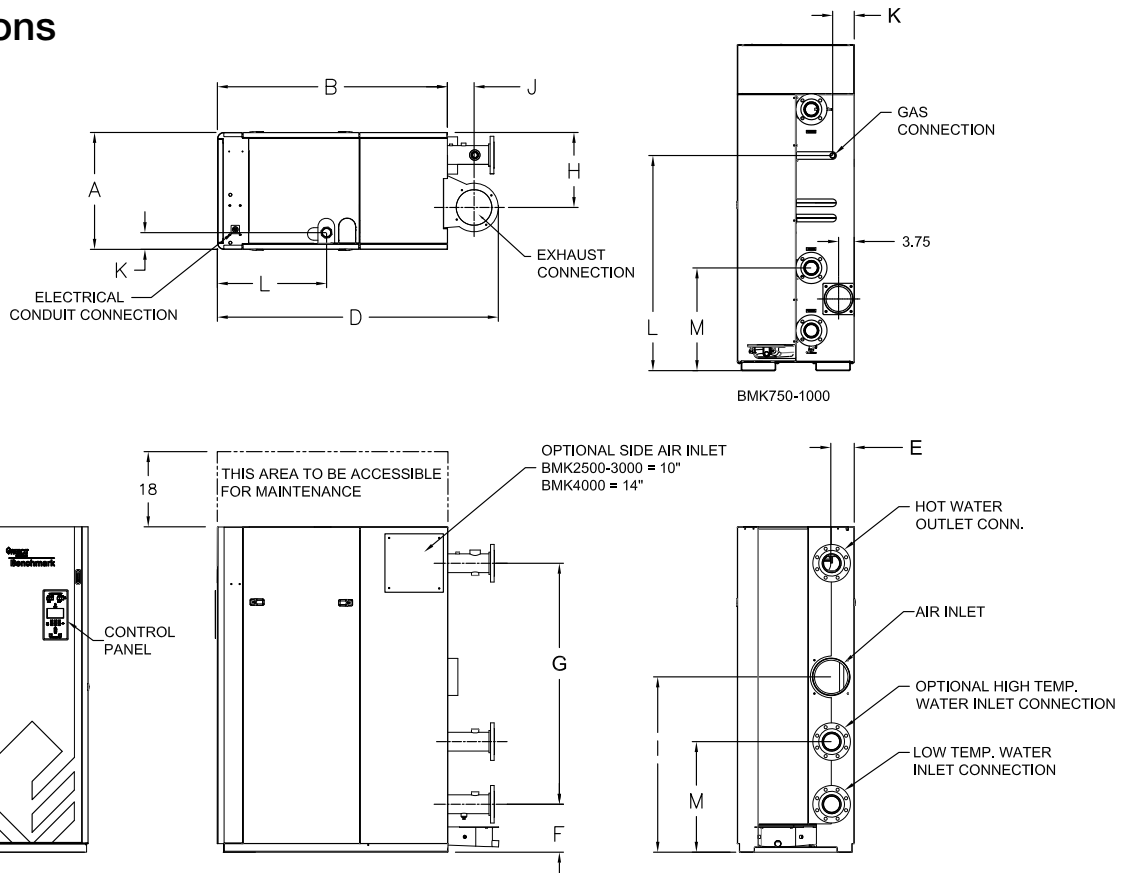 ons
B
J
A
H
K
L
D
ELECTRICAL
CONDUIT CONNECTION
EXHAUST
CONNECTION
K
GAS
CONNECTION
3.75
L
M
BMK750-1000
18
THIS AREA TO BE ACCESSIBLE
FOR MAINTENANCE
OPTIONAL SIDE AIR INLET
BMK2500-3000 = 10"
BMK4000 = 14"
Benchmark
CONTROL
PANEL
G
F
E
HOT WATER
OUTLET CONN.
AIR INLET
OPTIONAL HIGH TEMP.
WATER INLET CONNECTION
LOW TEMP. WATER
INLET CONNECTION
M